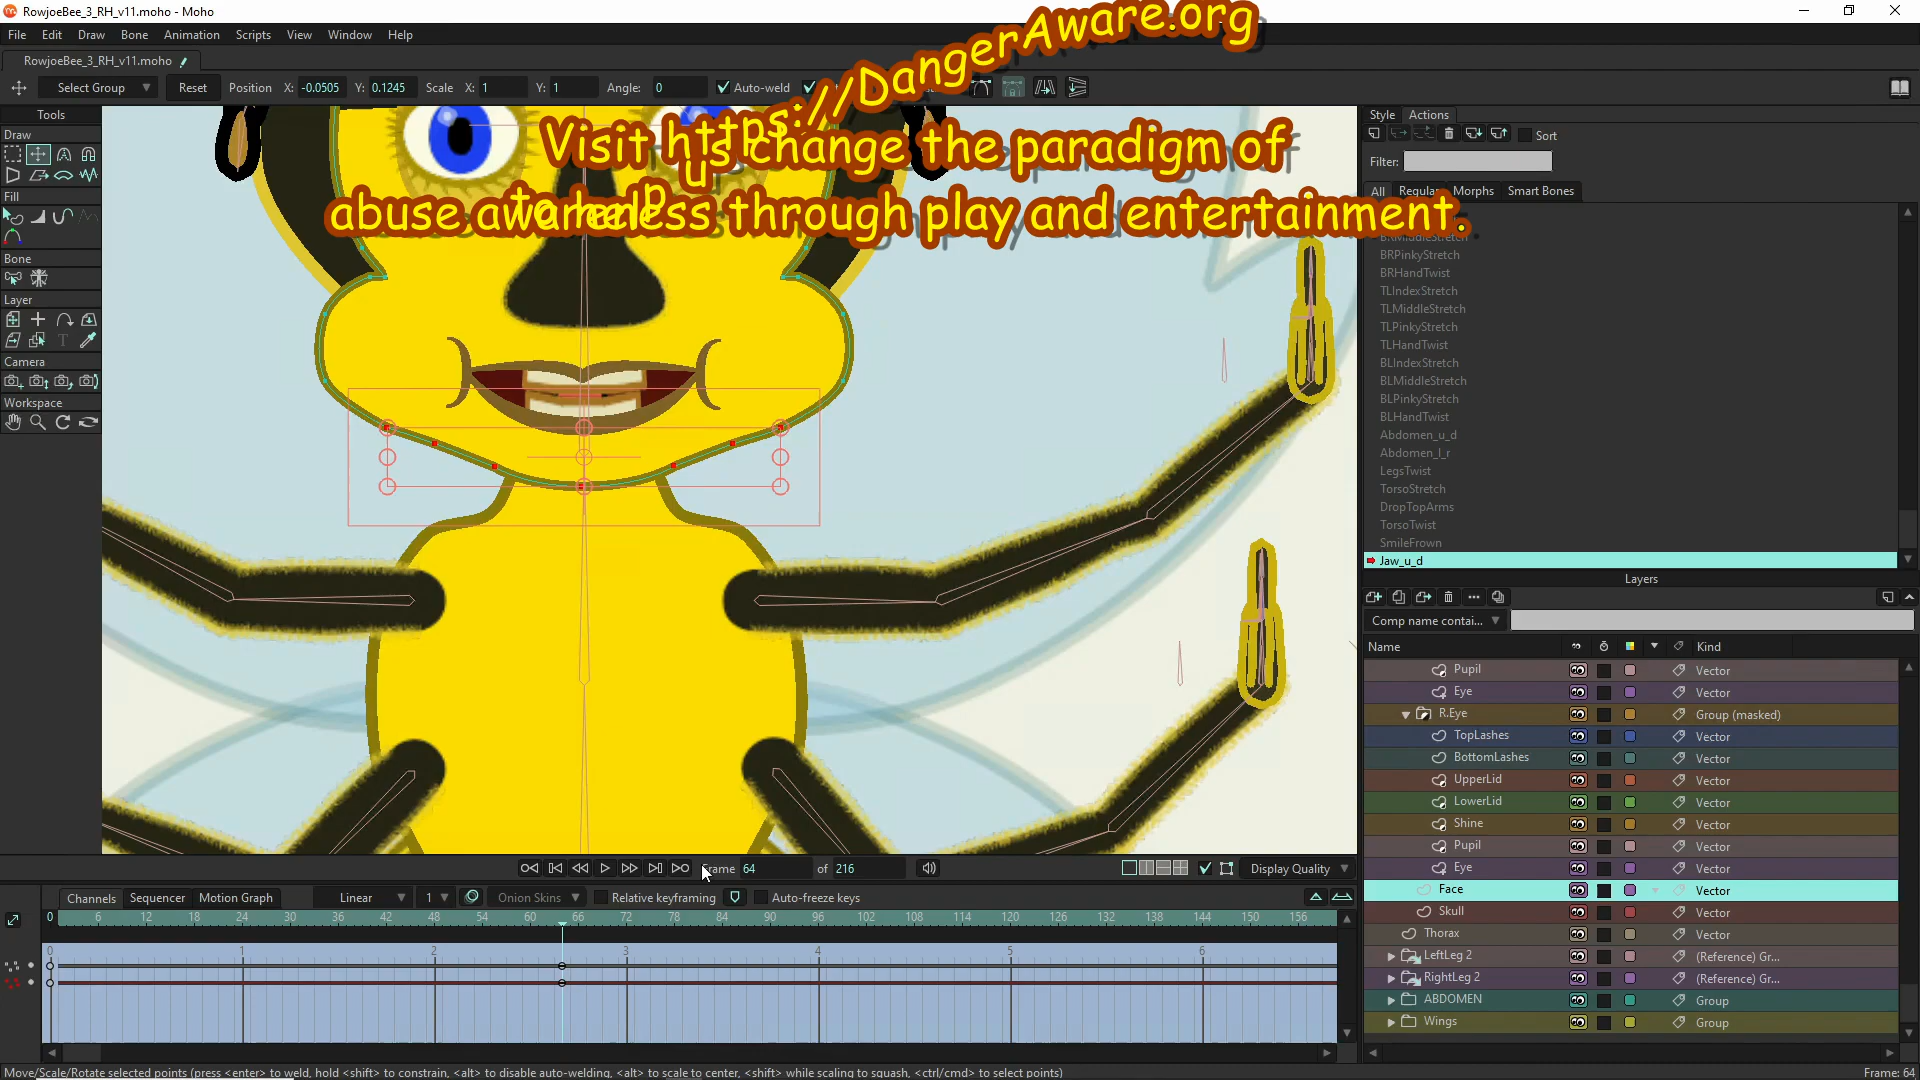 RowjoeBee_3_RH_v11.moho - Moho
https://DangerAware.org
File Edit Draw Bone Animation Scripts View Window Help
RowjoeBee_3_RH_v11.moho
Select Group Reset Position X: -0.0505 Y: 0.1245 Scale X: 1 Y: 1 Angle: 0 Auto-weld
Visit
us change the paradigm of
to help
abuse awareness through play and entertainment.
Tools
Draw
Fill
Bone
Layer
Camera
Workspace
Style Actions
Sort
Filter:
All Regular Morphs Smart Bones
BRMiddleStretch
BRPinkyStretch
BRHandTwist
TLIndexStretch
TLMiddleStretch
TLPinkyStretch
TLHandTwist
BLIndexStretch
BLMiddleStretch
BLPinkyStretch
BLHandTwist
Abdomen_u_d
Abdomen_l_r
LegsTwist
TorsoStretch
DropTopArms
TorsoTwist
SmileFrown
Jaw_u_d
Layers
Comp name contai...
Name Kind
Pupil Vector
Eye Vector
R.Eye Group (masked)
TopLashes Vector
BottomLashes Vector
UpperLid Vector
LowerLid Vector
Shine Vector
Pupil Vector
Eye Vector
Face Vector
Skull Vector
Thorax Vector
LeftLeg 2 (Reference) Gr...
RightLeg 2 (Reference) Gr...
ABDOMEN Group
Wings Group
Frame 64 of 216 Display Quality
Channels Sequencer Motion Graph Linear 1 Onion Skins Relative keyframing Auto-freeze keys
0 6 12 18 24 30 36 42 48 54 60 66 72 78 84 90 96 102 108 114 120 126 132 138 144 150 156
0 1 2 3 4 5 6
Move/Scale/Rotate selected points (press <enter> to weld, hold <shift> to constrain, <alt> to disable auto-welding, <alt> to scale to center, <shift> while scaling to squash, <ctrl/cmd> to select points) Frame: 64